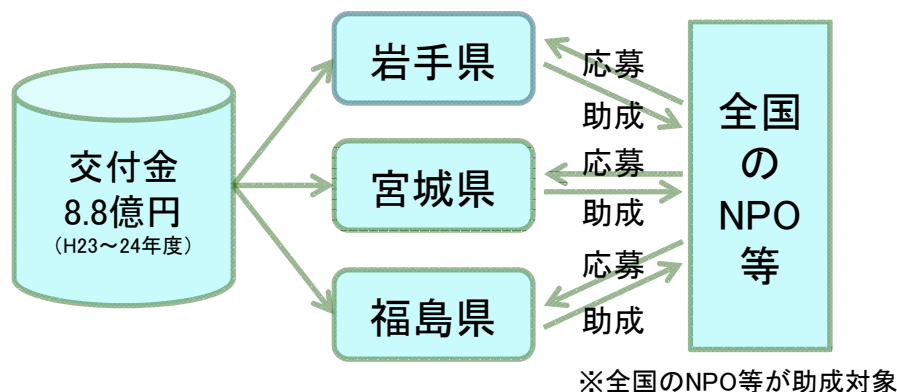 交付金
8.8億円
（H23～24年度）
岩手県
宮城県
福島県
応募
助成
応募
助成
応募
助成
全国
の
NPO
等
※全国のNPO等が助成対象